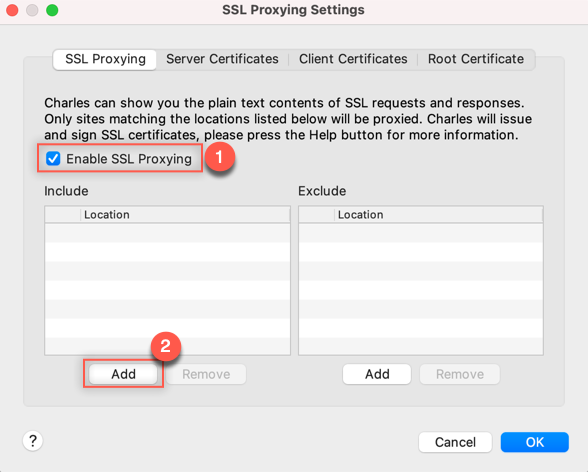 SSL Proxying Settings
SSL Proxying Server Certificates Client Certificates Root Certificate
Charles can show you the plain text contents of SSL requests and responses.
Only sites matching the locations listed below will be proxied. Charles will issue
and sign SSL certificates, please press the Help button for more information.
Enable SSL Proxying 1
Include Exclude
Location Location
2
Add Remove Add Remove
? Cancel OK